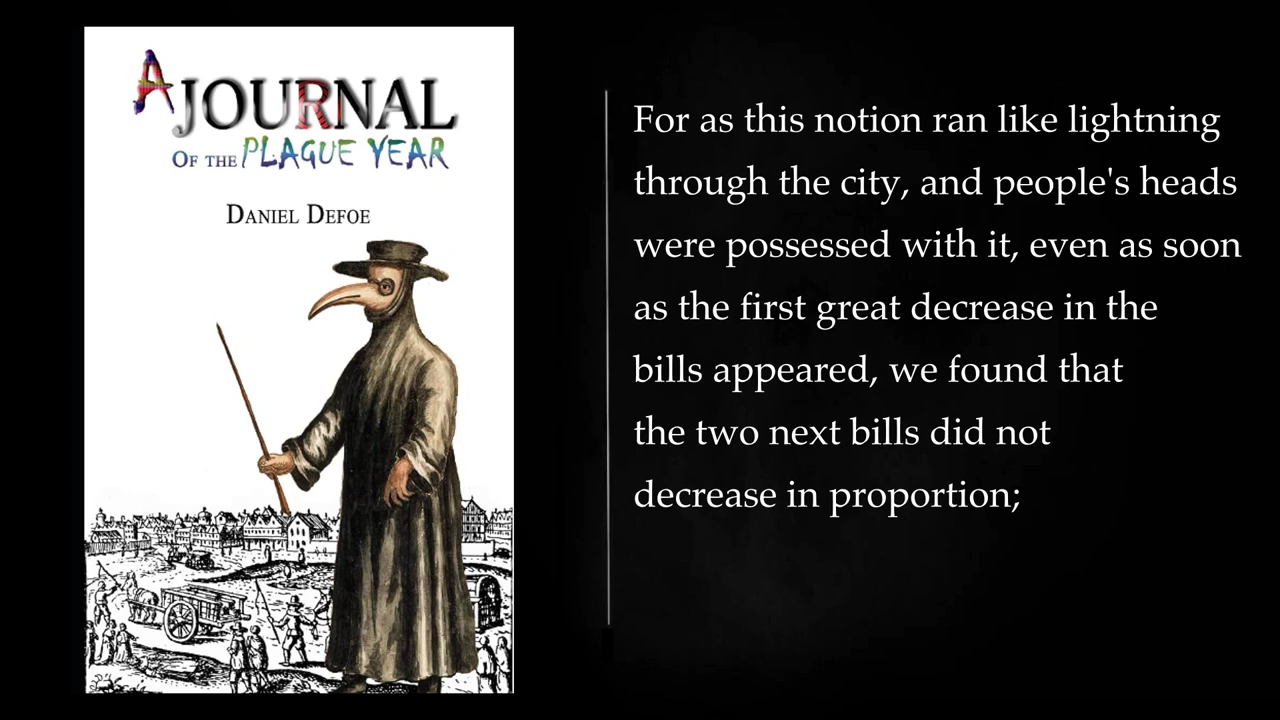 A JOURNAL
OF THE PLAGUE YEAR
DANIEL DEFOE
For as this notion ran like lightning
through the city, and people's heads
were possessed with it, even as soon
as the first great decrease in the
bills appeared, we found that
the two next bills did not
decrease in proportion;